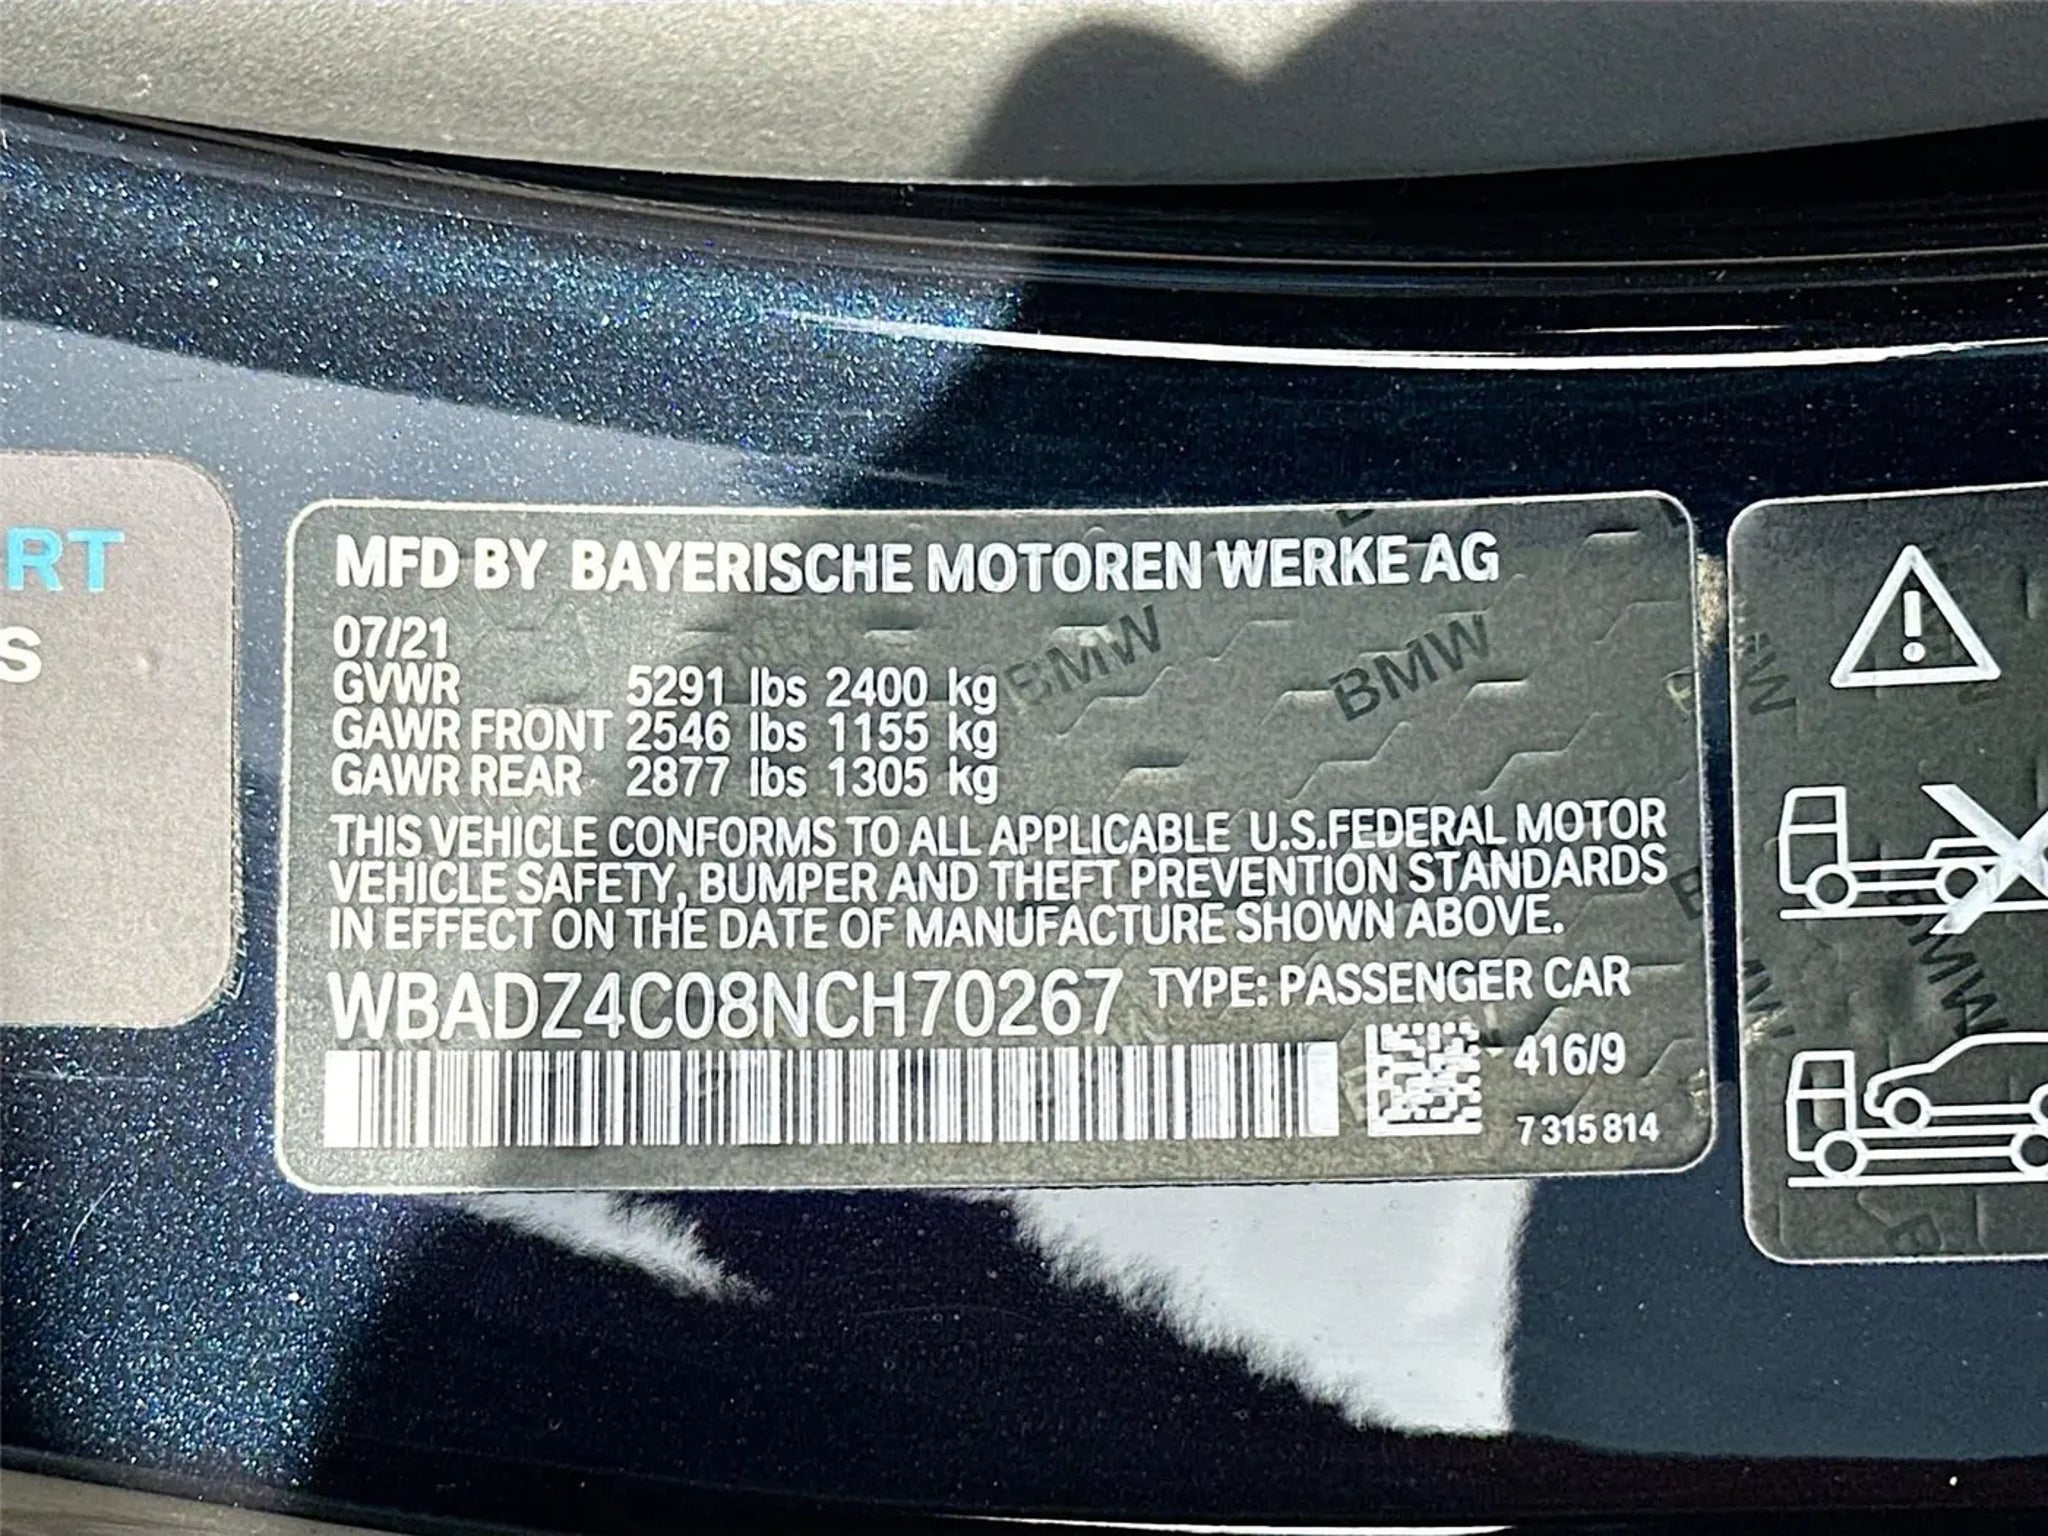 RT
S
MFD BY BAYERISCHE MOTOREN WERKE AG
07/21
GVWR 5291 lbs 2400 kg
GAWR FRONT 2546 lbs 1155 kg
GAWR REAR 2877 lbs 1305 kg
THIS VEHICLE CONFORMS TO ALL APPLICABLE U.S.FEDERAL MOTOR
VEHICLE SAFETY, BUMPER AND THEFT PREVENTION STANDARDS
IN EFFECT ON THE DATE OF MANUFACTURE SHOWN ABOVE.
WBADZ4C08NCH70267 TYPE: PASSENGER CAR
416/9
7 315 814
BMW
BMW